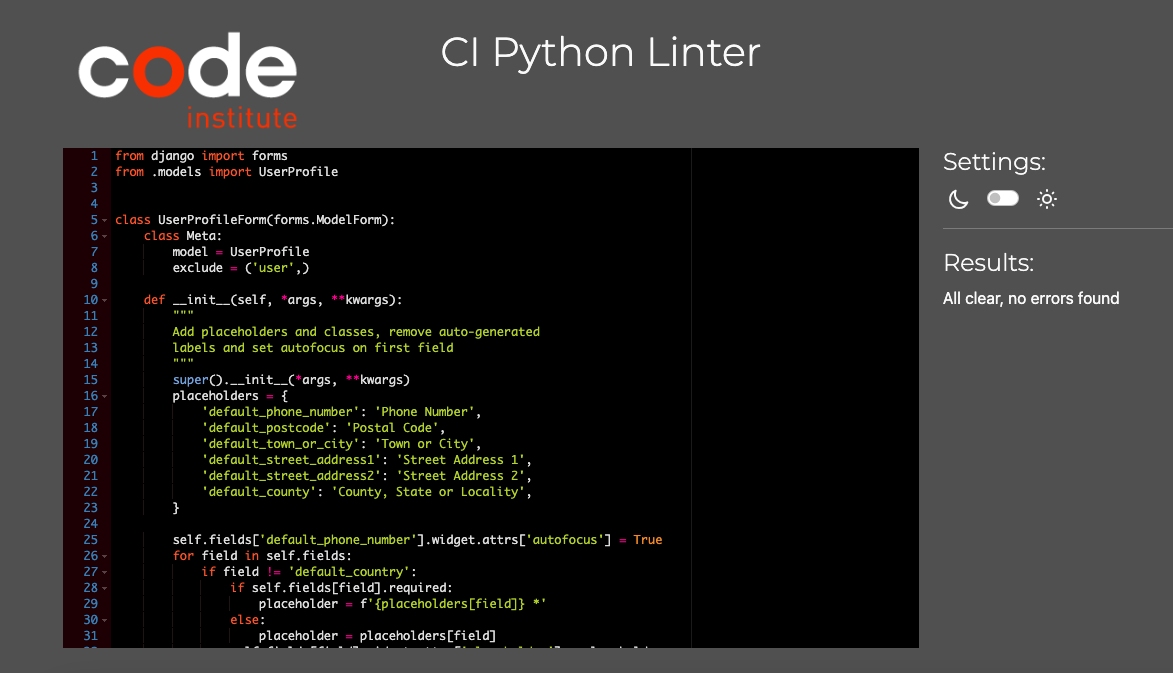 code
institute
CI Python Linter
1 from django import forms
2 from .models import UserProfile
3
4
5 class UserProfileForm(forms.ModelForm):
6     class Meta:
7         model = UserProfile
8         exclude = ('user',)
9
10     def __init__(self, *args, **kwargs):
11         """
12         Add placeholders and classes, remove auto-generated
13         labels and set autofocus on first field
14         """
15         super().__init__(*args, **kwargs)
16         placeholders = {
17             'default_phone_number': 'Phone Number',
18             'default_postcode': 'Postal Code',
19             'default_town_or_city': 'Town or City',
20             'default_street_address1': 'Street Address 1',
21             'default_street_address2': 'Street Address 2',
22             'default_county': 'County, State or Locality',
23         }
24
25         self.fields['default_phone_number'].widget.attrs['autofocus'] = True
26         for field in self.fields:
27             if field != 'default_country':
28                 if self.fields[field].required:
29                     placeholder = f'{placeholders[field]} *'
30                 else:
31                     placeholder = placeholders[field]
Settings:
Results:
All clear, no errors found